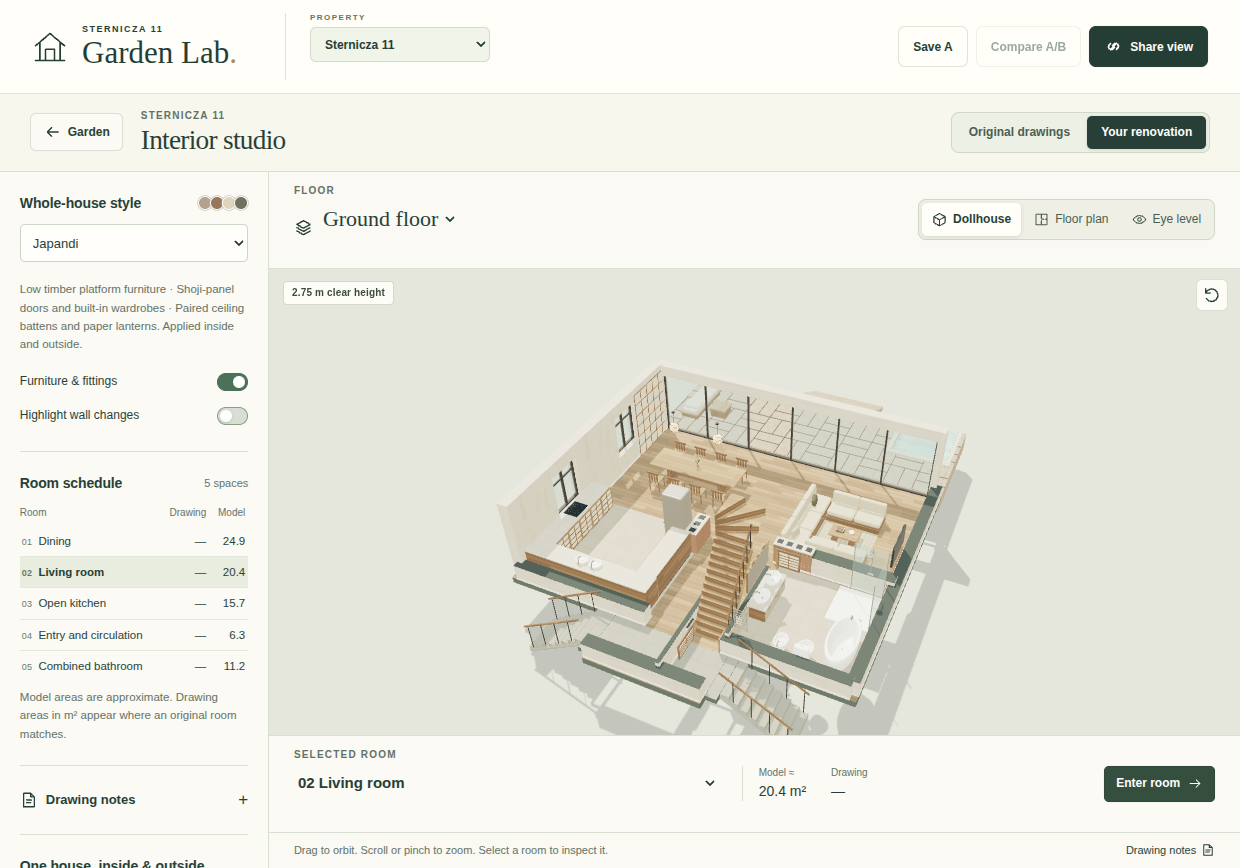 STERNICZA 11
Garden Lab.
PROPERTY
Sternicza 11
Save A
Compare A/B
Share view
Garden
STERNICZA 11
Interior studio
Original drawings
Your renovation
Whole-house style
Japandi
Low timber platform furniture · Shoji-panel
doors and built-in wardrobes · Paired ceiling
battens and paper lanterns. Applied inside
and outside.
Furniture & fittings
Highlight wall changes
Room schedule
5 spaces
Room Drawing Model
01 Dining — 24.9
02 Living room — 20.4
03 Open kitchen — 15.7
04 Entry and circulation — 6.3
05 Combined bathroom — 11.2
Model areas are approximate. Drawing
areas in m² appear where an original room
matches.
Drawing notes +
One house, inside & outside
FLOOR
Ground floor
Dollhouse
Floor plan
Eye level
2.75 m clear height
SELECTED ROOM
02 Living room
Model ≈ Drawing
20.4 m² —
Enter room
Drag to orbit. Scroll or pinch to zoom. Select a room to inspect it.
Drawing notes